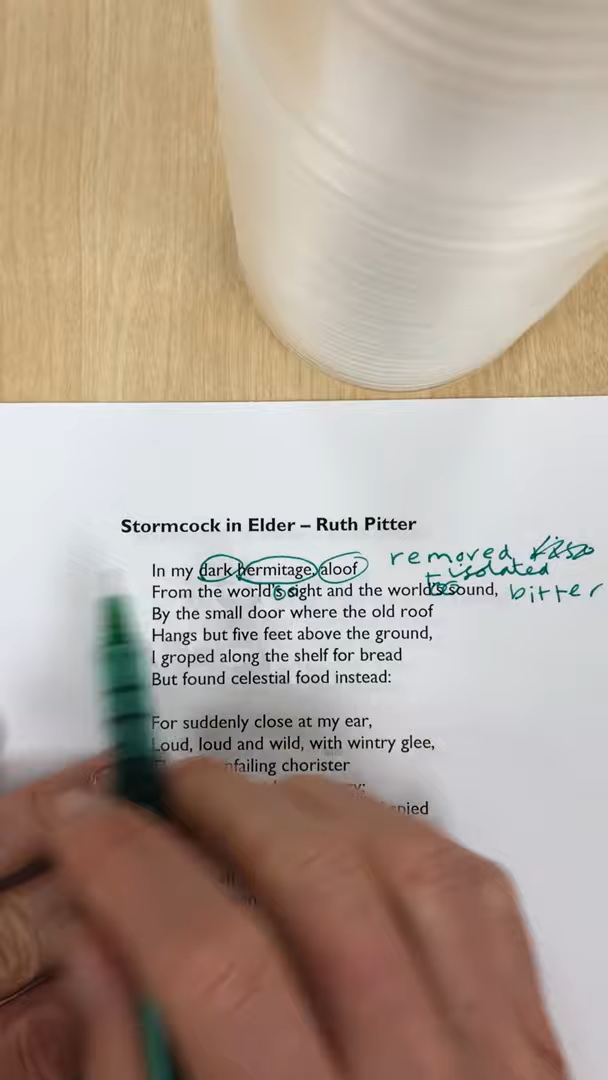 Stormcock in Elder – Ruth Pitter
In my dark hermitage, aloof removed
isolated
From the world's sight and the world's sound, bitter
By the small door where the old roof
Hangs but five feet above the ground,
I groped along the shelf for bread
But found celestial food instead:
For suddenly close at my ear,
Loud, loud and wild, with wintry glee,
chorister